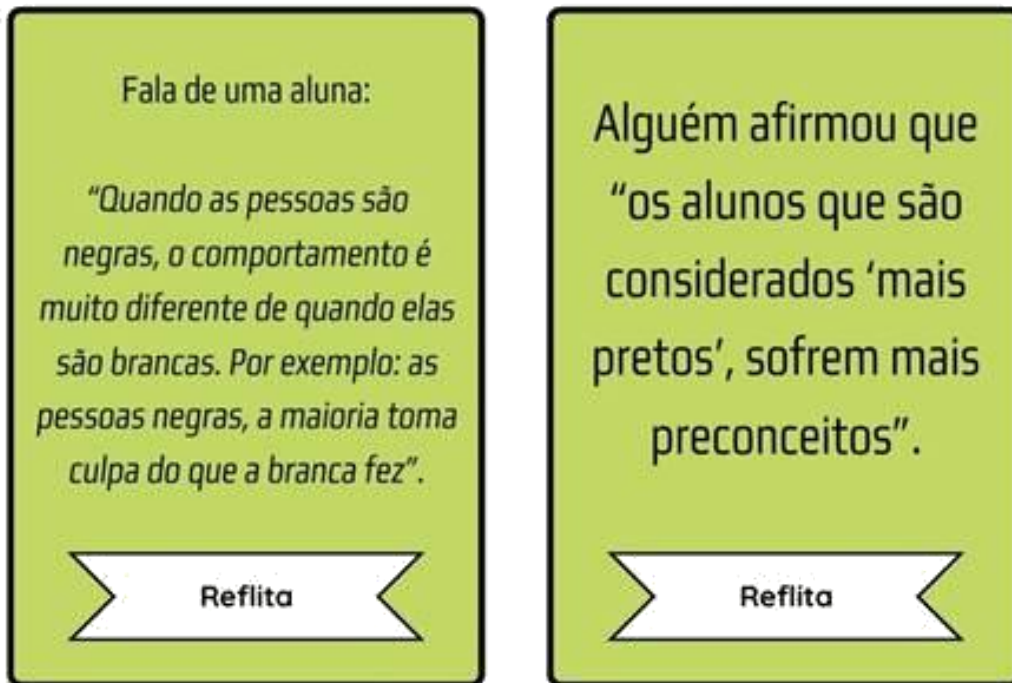 Fala de uma aluna:
“Quando as pessoas são
negras, o comportamento é
muito diferente de quando elas
são brancas. Por exemplo: as
pessoas negras, a maioria toma
culpa do que a branca fez”.
Reflita
Alguém afirmou que
“os alunos que são
considerados ‘mais
pretos’, sofrem mais
preconceitos”.
Reflita